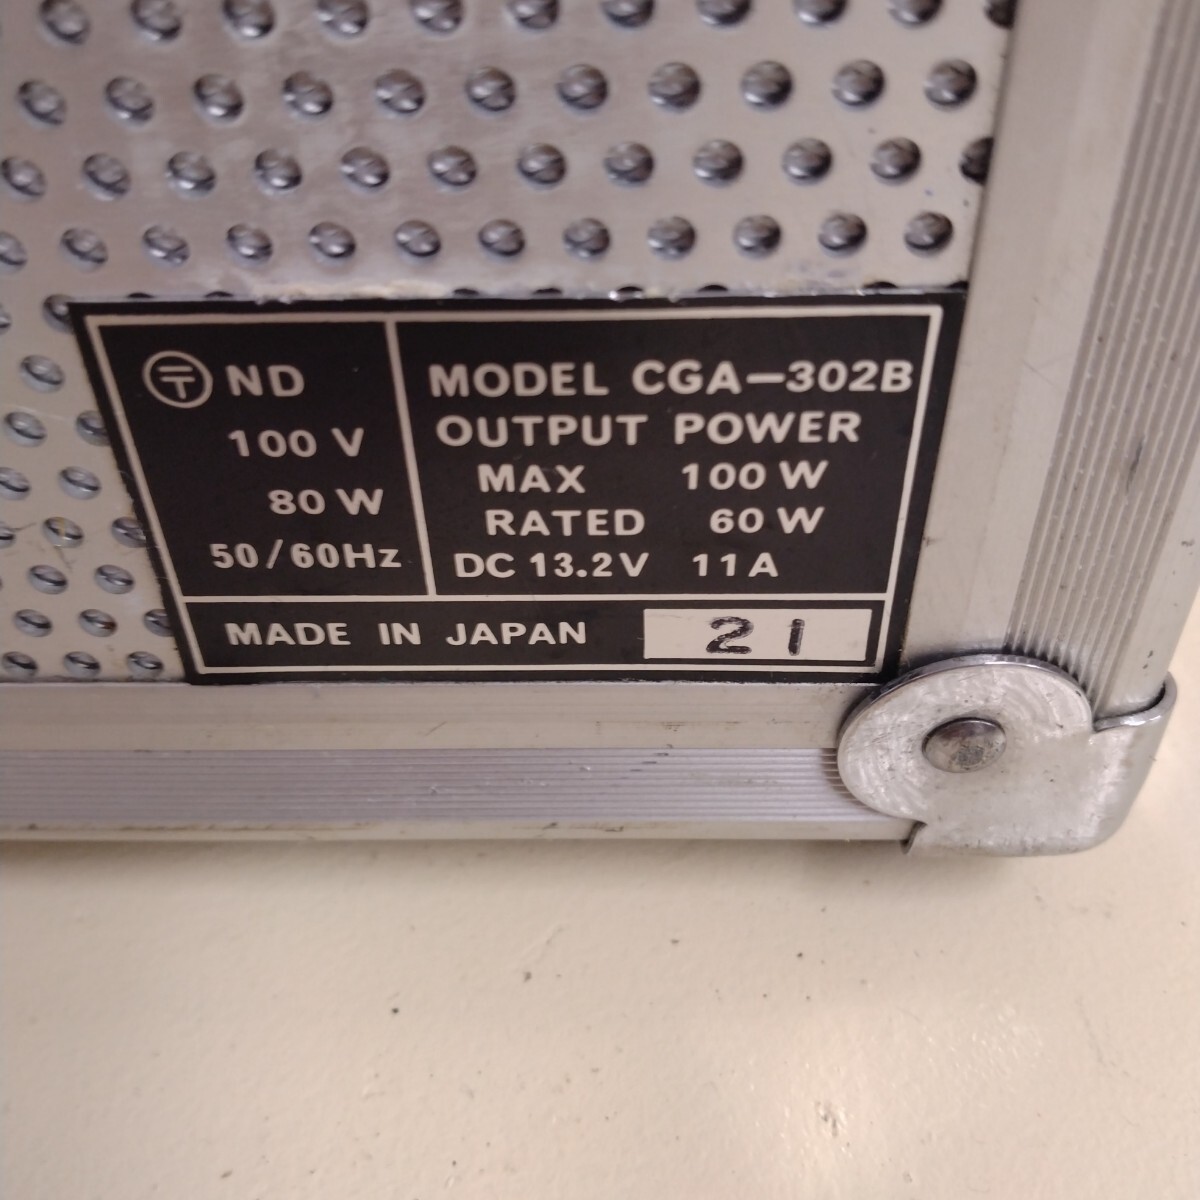 〒 ND
100 V
80 W
50/60Hz
MODEL CGA-302B
OUTPUT POWER
MAX 100 W
RATED 60 W
DC 13.2V 11A
MADE IN JAPAN 21